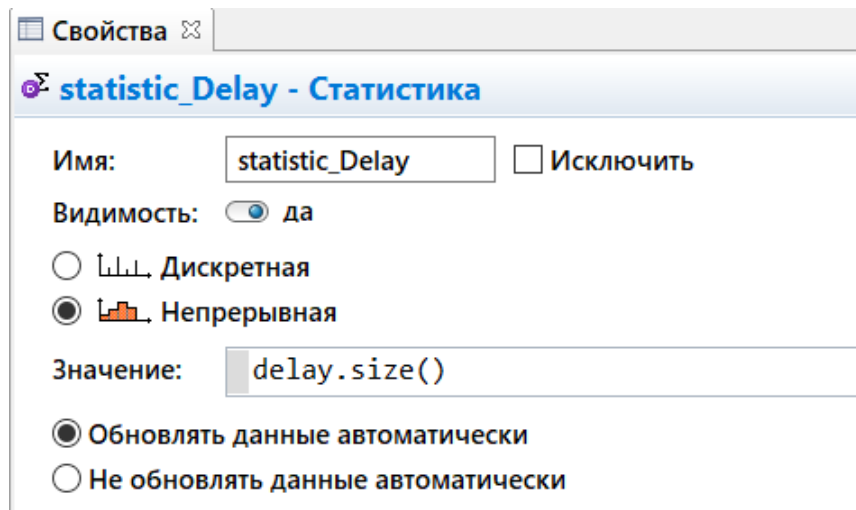 Свойства
statistic_Delay - Статистика
Имя: statistic_Delay Исключить
Видимость: да
Дискретная
Непрерывная
Значение: delay.size()
Обновлять данные автоматически
Не обновлять данные автоматически